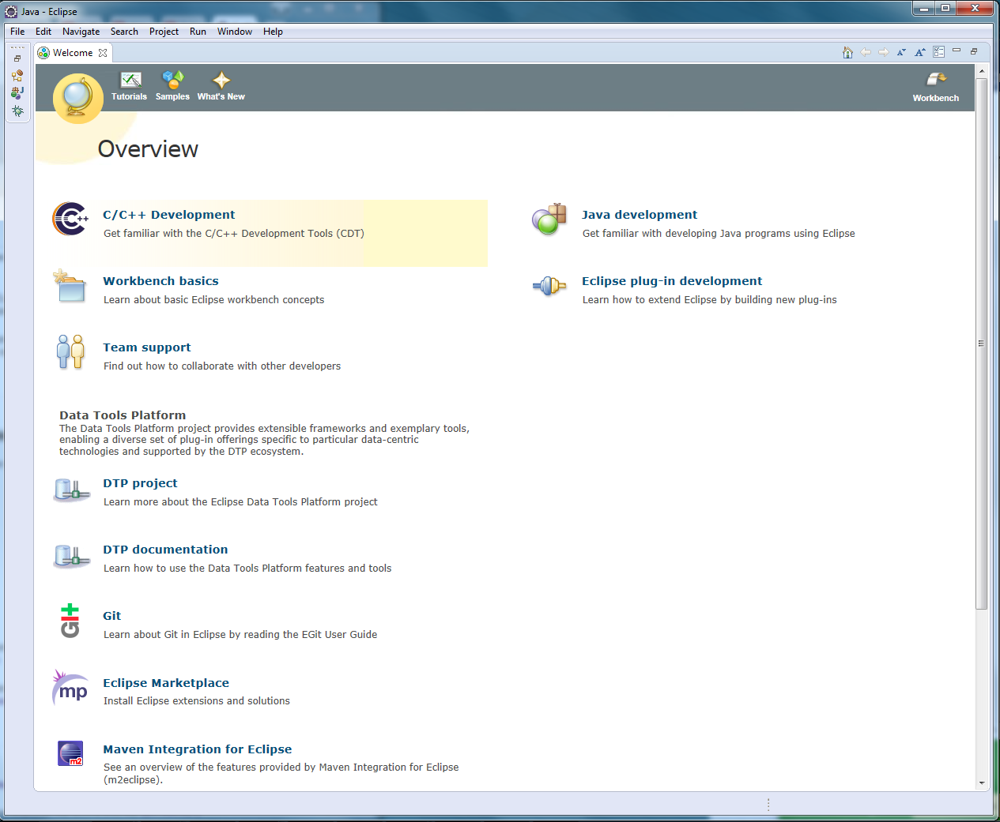 Java - Eclipse
File Edit Navigate Search Project Run Window Help
Welcome
Tutorials Samples What's New Workbench
Overview
C/C++ Development
Get familiar with the C/C++ Development Tools (CDT)
Java development
Get familiar with developing Java programs using Eclipse
Workbench basics
Learn about basic Eclipse workbench concepts
Eclipse plug-in development
Learn how to extend Eclipse by building new plug-ins
Team support
Find out how to collaborate with other developers
Data Tools Platform
The Data Tools Platform project provides extensible frameworks and exemplary tools,
enabling a diverse set of plug-in offerings specific to particular data-centric
technologies and supported by the DTP ecosystem.
DTP project
Learn more about the Eclipse Data Tools Platform project
DTP documentation
Learn how to use the Data Tools Platform features and tools
Git
Git
Learn about Git in Eclipse by reading the EGit User Guide
mp
Eclipse Marketplace
Install Eclipse extensions and solutions
m2
Maven Integration for Eclipse
See an overview of the features provided by Maven Integration for Eclipse
(m2eclipse).